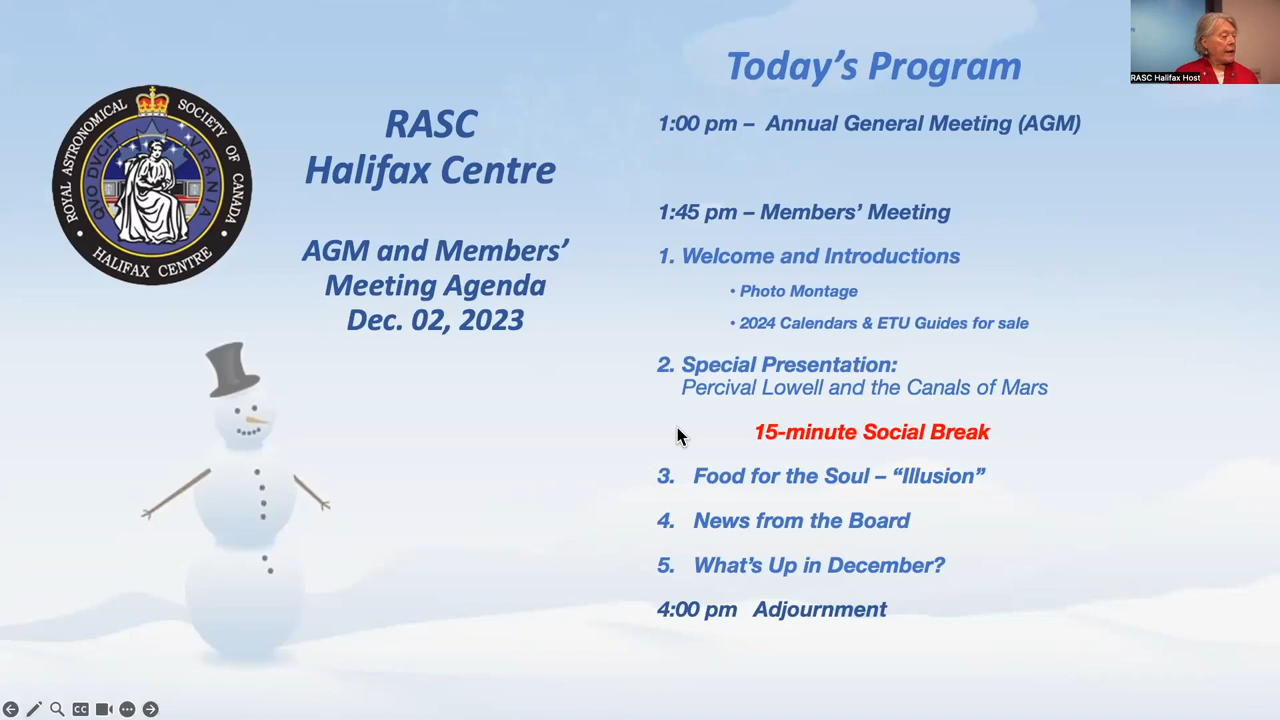 Today’s Program
RASC Halifax Host
ROYAL ASTRONOMICAL SOCIETY OF CANADA
QVO DVCIT VRANIA
• HALIFAX CENTRE •
RASC
Halifax Centre
AGM and Members’
Meeting Agenda
Dec. 02, 2023
1:00 pm – Annual General Meeting (AGM)
1:45 pm – Members’ Meeting
1. Welcome and Introductions
• Photo Montage
• 2024 Calendars & ETU Guides for sale
2. Special Presentation:
Percival Lowell and the Canals of Mars
15-minute Social Break
3. Food for the Soul – “Illusion”
4. News from the Board
5. What’s Up in December?
4:00 pm Adjournment
CC